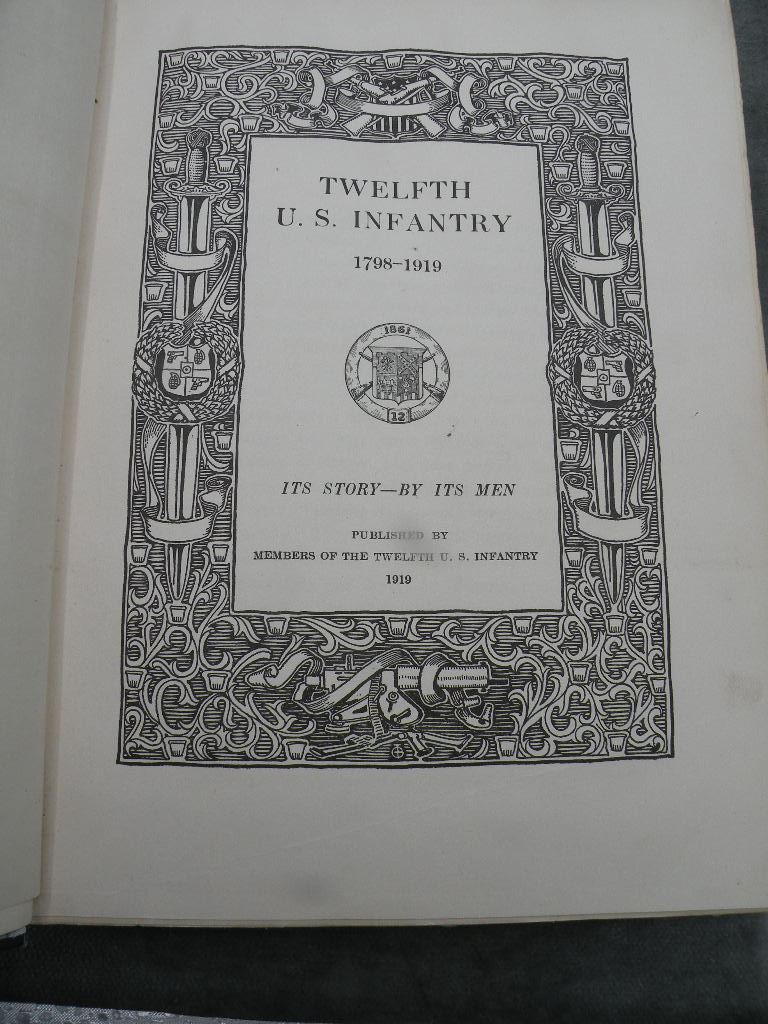 TWELFTH
U. S. INFANTRY
1798–1919
1861
12
ITS STORY—BY ITS MEN
PUBLISHED BY
MEMBERS OF THE TWELFTH U. S. INFANTRY
1919